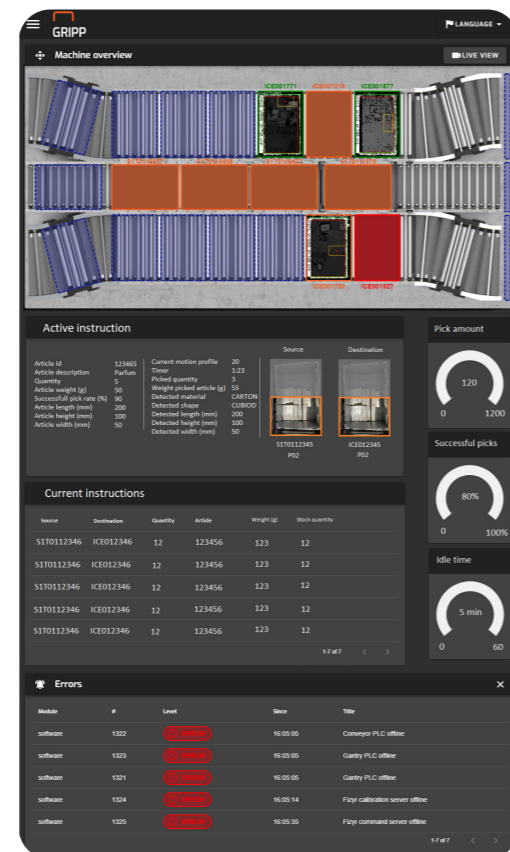 GRIPP
LANGUAGE
Machine overview
LIVE VIEW
ICE001771
ICE001877
ICE001927
Active instruction
Source
Destination
Article id 123465
Article description Parfum
Quantity 5
Article weight (g) 50
Successfull pick rate (%) 90
Article length (mm) 200
Article height (mm) 100
Article width (mm) 50
Current motion profile 20
Timer 1:23
Picked quantity 3
Weight picked article (g) 55
Detected material CARTON
Detected shape CUBIOD
Detected length (mm) 200
Detected height (mm) 100
Detected width (mm) 50
S1T0112345
P02
ICE012345
P02
Pick amount
120
0 1200
Successful picks
80%
0 100%
Idle time
5 min
0 60
Current instructions
Source Destination Quantity Article Weight (g) Stock quantity
S1T0112346 ICE012346 12 123456 123 12
S1T0112346 ICE012346 12 123456 123 12
S1T0112346 ICE012346 12 123456 123 12
S1T0112346 ICE012346 12 123456 123 12
S1T0112346 ICE012346 12 123456 123 12
1-7 of 7
Errors
Module # Level Since Title
software 1322 16:05:05 Conveyor PLC offline
software 1323 16:05:05 Gantry PLC offline
software 1321 16:05:05 Gantry PLC offline
software 1324 16:05:14 Fizyr calibration server offline
software 1325 16:05:35 Fizyr command server offline
1-7 of 7